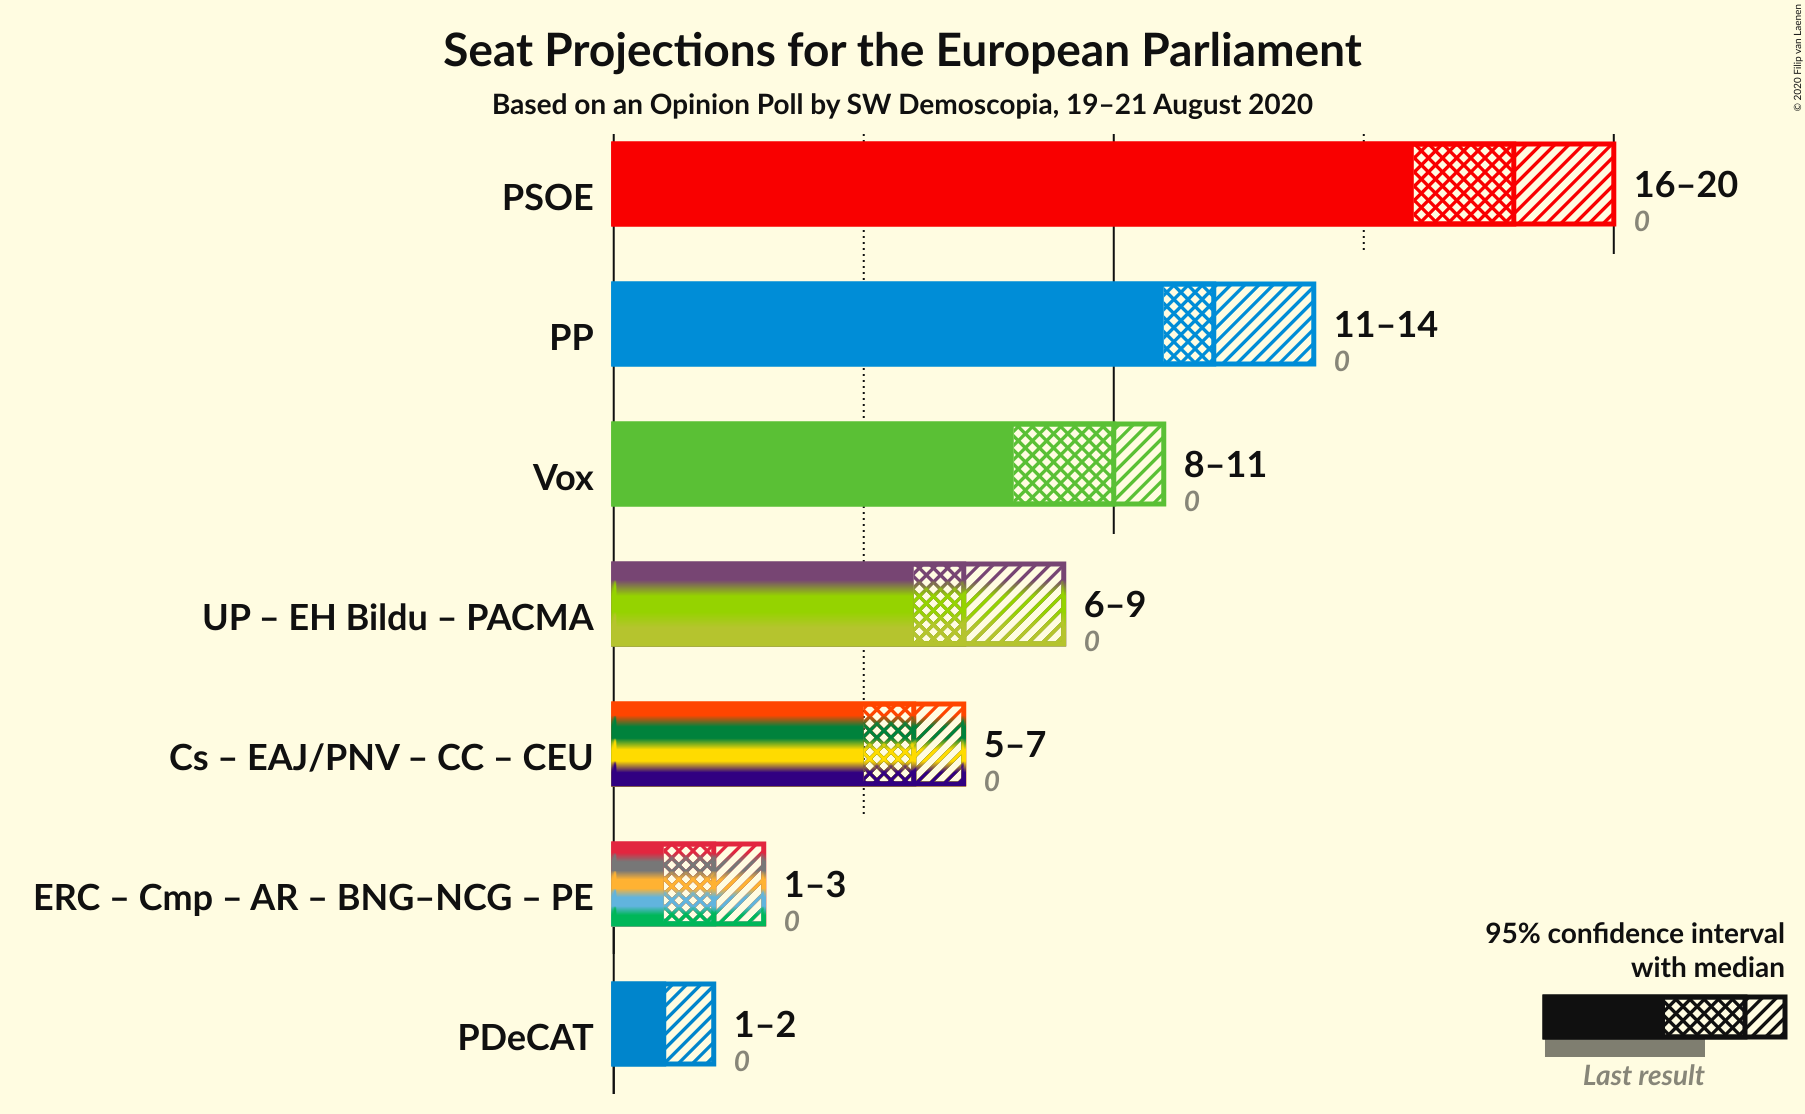 Seat Projections for the European Parliament
Based on an Opinion Poll by SW Demoscopia, 19–21 August 2020
© 2020 Filip van Laenen
PSOE
16–20
0
PP
11–14
0
Vox
8–11
0
UP – EH Bildu – PACMA
6–9
0
Cs – EAJ/PNV – CC – CEU
5–7
0
ERC – Cmp – AR – BNG–NCG – PE
1–3
0
PDeCAT
1–2
0
95% confidence interval
with median
Last result